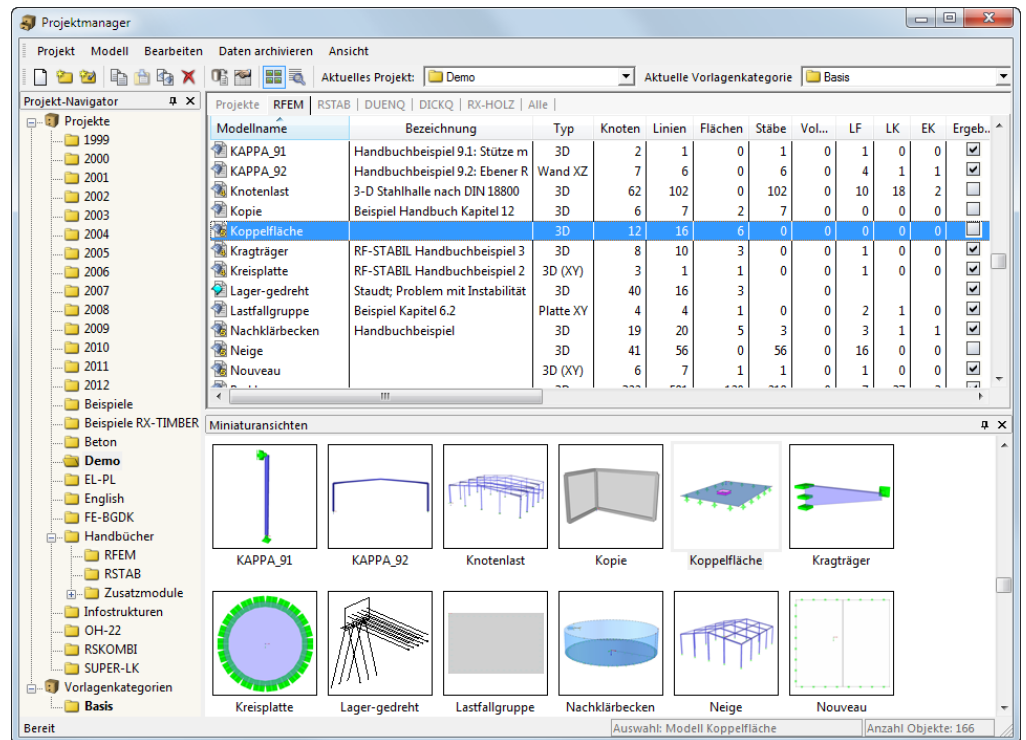 Projektmanager
Projekt Modell Bearbeiten Daten archivieren Ansicht
Aktuelles Projekt: Demo Aktuelle Vorlagenkategorie Basis
Projekt-Navigator
Projekte
1999
2000
2001
2002
2003
2004
2005
2006
2007
2008
2009
2010
2011
2012
Beispiele
Beispiele RX-TIMBER
Beton
Demo
EL-PL
English
FE-BGDK
Handbücher
RFEM
RSTAB
Zusatzmodule
Infostrukturen
OH-22
RSKOMBI
SUPER-LK
Vorlagenkategorien
Basis
Projekte RFEM RSTAB DUENQ DICKQ RX-HOLZ Alle
Modellname Bezeichnung Typ Knoten Linien Flächen Stäbe Vol... LF LK EK Ergeb..
KAPPA_91 Handbuchbeispiel 9.1: Stütze m 3D 2 1 0 1 0 1 0 0
KAPPA_92 Handbuchbeispiel 9.2: Ebener R Wand XZ 7 6 0 6 0 4 1 1
Knotenlast 3-D Stahlhalle nach DIN 18800 3D 62 102 0 102 0 10 18 2
Kopie Beispiel Handbuch Kapitel 12 3D 6 7 2 7 0 0 0 0
Koppelfläche 3D 12 16 6 0 0 0 0 0
Kragträger RF-STABIL Handbuchbeispiel 3 3D 8 10 3 0 0 1 0 0
Kreisplatte RF-STABIL Handbuchbeispiel 2 3D (XY) 3 1 1 0 0 1 0 0
Lager-gedreht Staudt; Problem mit Instabilität 3D 40 16 3 0
Lastfallgruppe Beispiel Kapitel 6.2 Platte XY 4 4 1 0 0 2 1 0
Nachklärbecken Handbuchbeispiel 3D 19 20 5 3 0 3 1 1
Neige 3D 41 56 0 56 0 16 0 0
Nouveau 3D (XY) 6 7 1 1 0 1 0 0
Miniaturansichten
KAPPA_91 KAPPA_92 Knotenlast Kopie Koppelfläche Kragträger
Kreisplatte Lager-gedreht Lastfallgruppe Nachklärbecken Neige Nouveau
Bereit Auswahl: Modell Koppelfläche Anzahl Objekte: 166